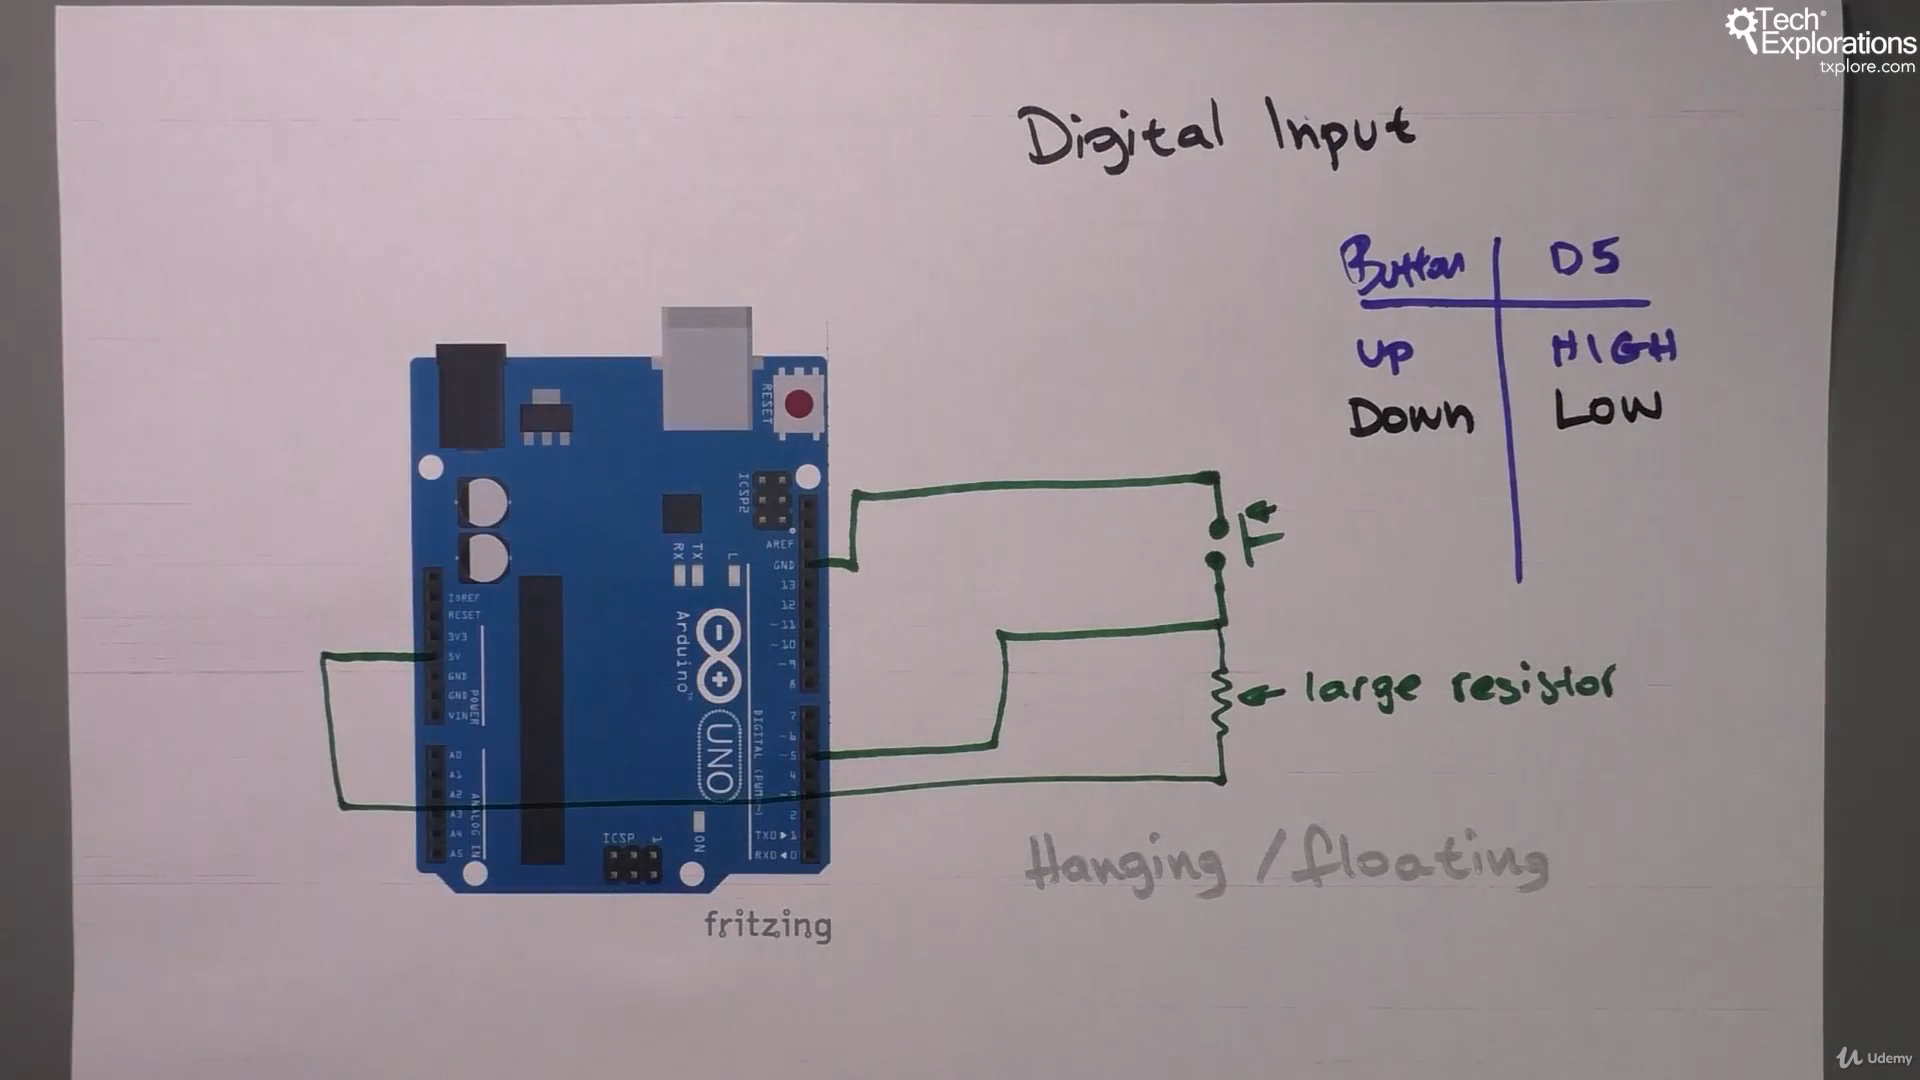 Tech
Explorations
txplore.com
Digital Input
Button D5
UP HIGH
Down Low
RESET
ICSP2
AREF
GND
13
12
~11
~10
~9
8
TX
RX
L
IOREF
RESET
3V3
5V
GND
GND
VIN
POWER
Arduino
UNO
DIGITAL (PWM~)
7
~6
~5
4
~3
2
TXO 1
RXD 0
A0
A1
A2
A3
A4
A5
ANALOG IN
ICSP
1
ON
large resistor
Hanging / floating
fritzing
Udemy